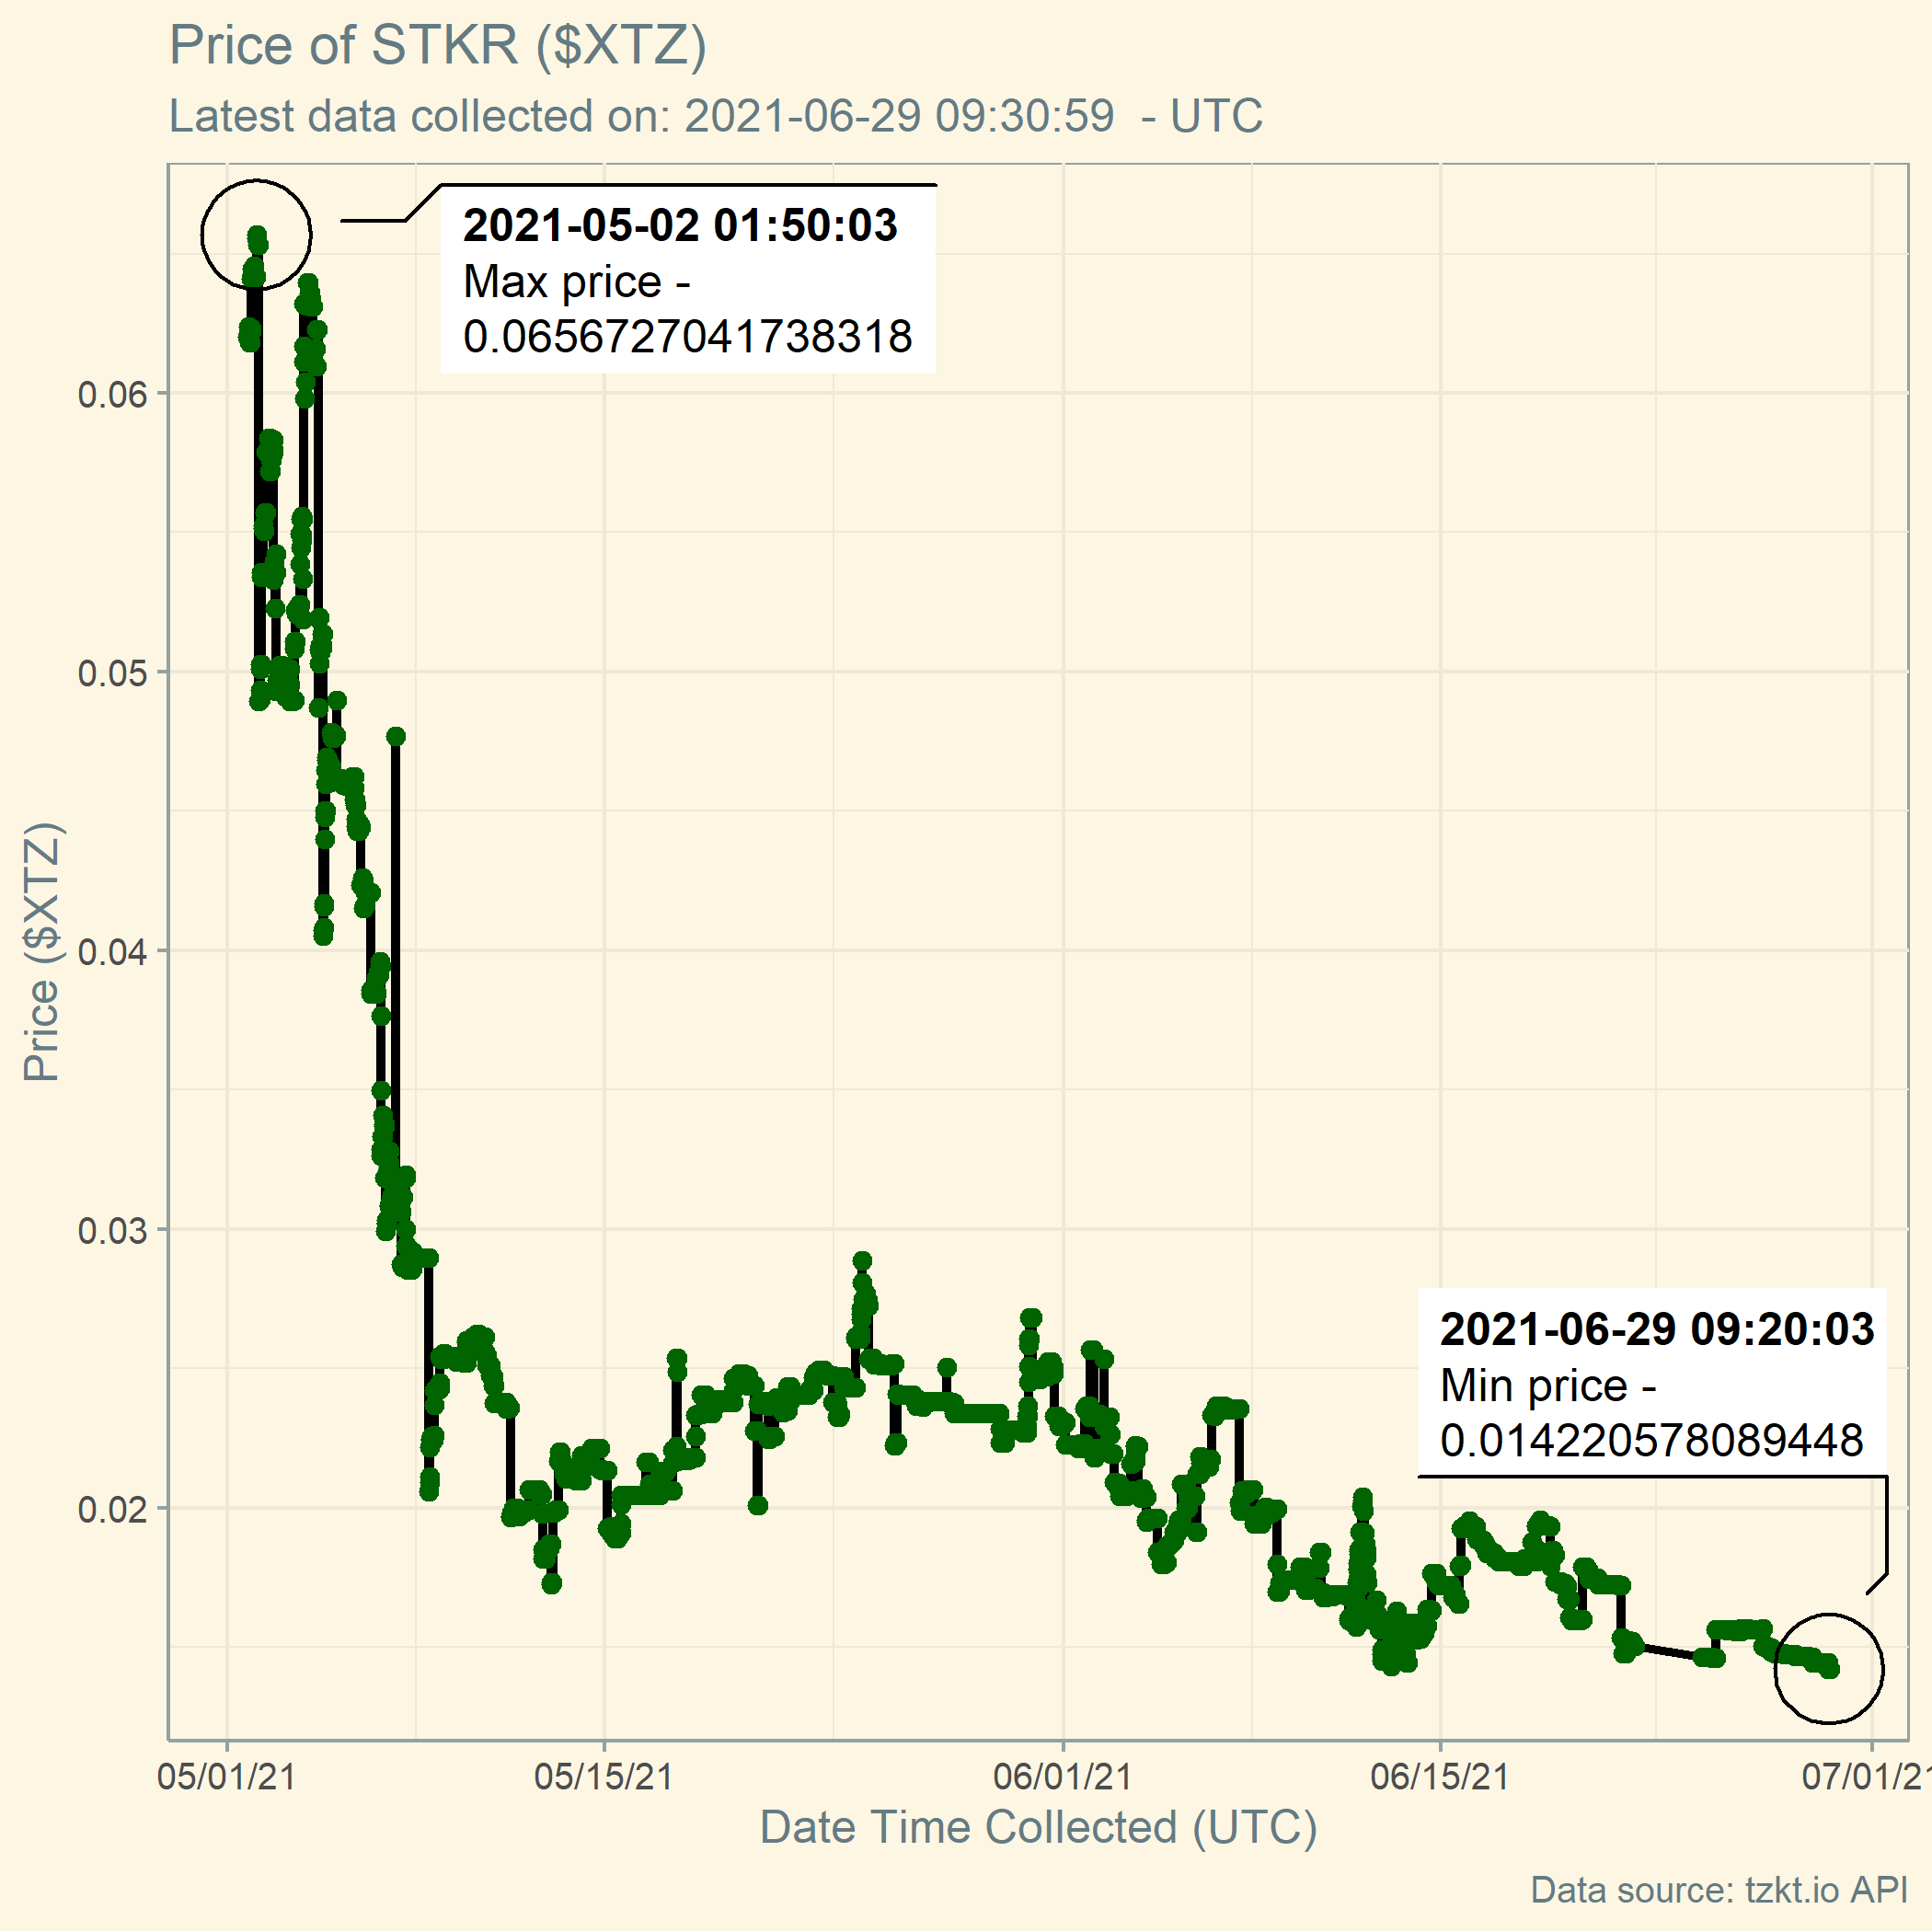 Price of STKR ($XTZ)
Latest data collected on: 2021-06-29 09:30:59  - UTC
2021-05-02 01:50:03
Max price -
0.0656727041738318
0.06
0.05
0.04
0.03
0.02
Price ($XTZ)
2021-06-29 09:20:03
Min price -
0.014220578089448
05/01/21
05/15/21
06/01/21
06/15/21
07/01/21
Date Time Collected (UTC)
Data source: tzkt.io API